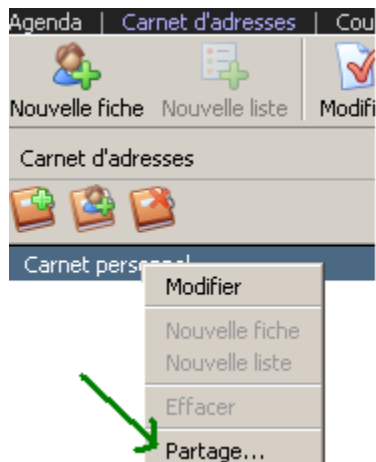 Agenda | Carnet d'adresses | Cou
Nouvelle fiche Nouvelle liste Modifi
Carnet d'adresses
Carnet personnel
Modifier
Nouvelle fiche
Nouvelle liste
Effacer
Partage...